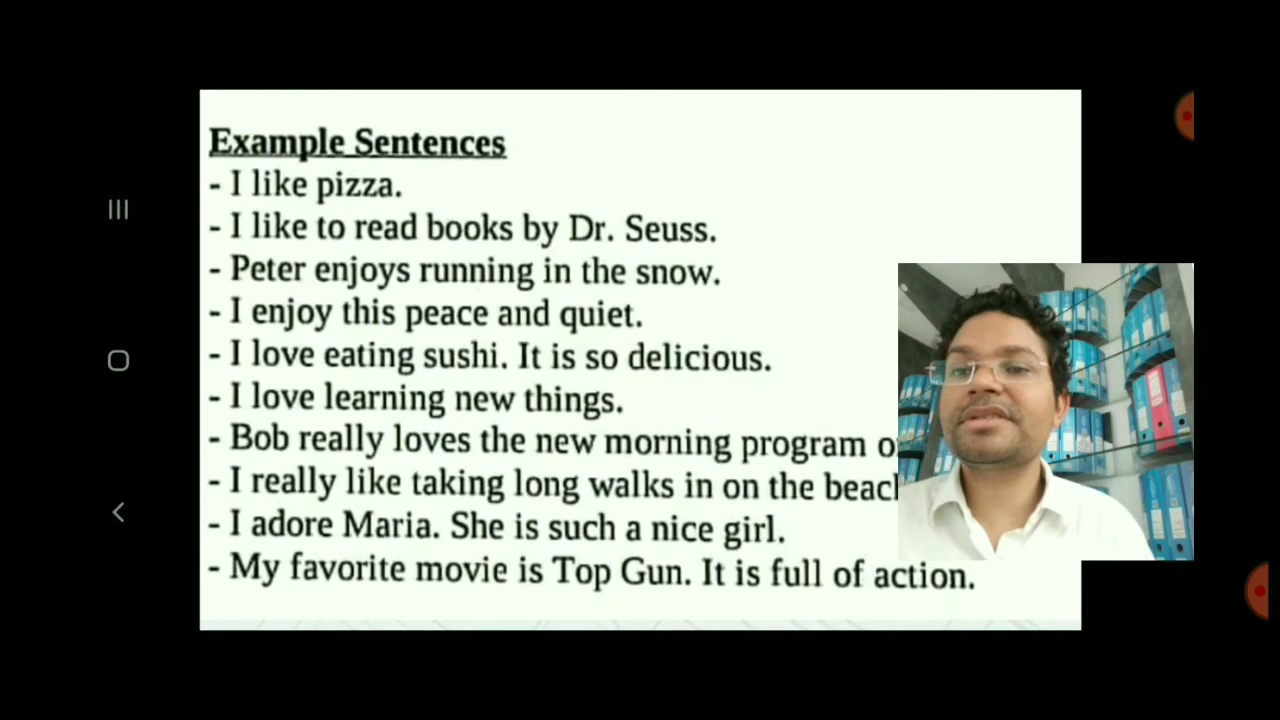 Example Sentences
- I like pizza.
- I like to read books by Dr. Seuss.
- Peter enjoys running in the snow.
- I enjoy this peace and quiet.
- I love eating sushi. It is so delicious.
- I love learning new things.
- Bob really loves the new morning program
- I really like taking long walks in on the
- I adore Maria. She is such a nice girl.
- My favorite movie is Top Gun. It is full of action.